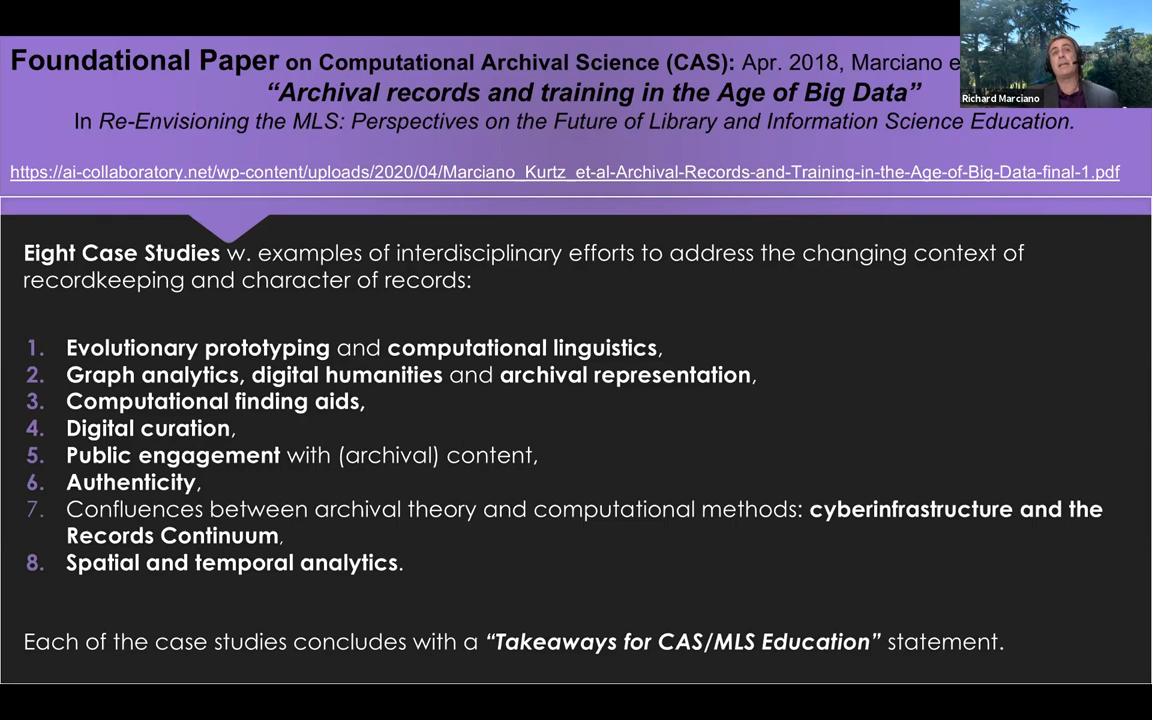 Foundational Paper on Computational Archival Science (CAS): Apr. 2018, Marciano e
“Archival records and training in the Age of Big Data”
In Re-Envisioning the MLS: Perspectives on the Future of Library and Information Science Education.
https://ai-collaboratory.net/wp-content/uploads/2020/04/Marciano_Kurtz_et-al-Archival-Records-and-Training-in-the-Age-of-Big-Data-final-1.pdf
Richard Marciano
Eight Case Studies w. examples of interdisciplinary efforts to address the changing context of
recordkeeping and character of records:
1. Evolutionary prototyping and computational linguistics,
2. Graph analytics, digital humanities and archival representation,
3. Computational finding aids,
4. Digital curation,
5. Public engagement with (archival) content,
6. Authenticity,
7. Confluences between archival theory and computational methods: cyberinfrastructure and the
Records Continuum,
8. Spatial and temporal analytics.
Each of the case studies concludes with a “Takeaways for CAS/MLS Education” statement.